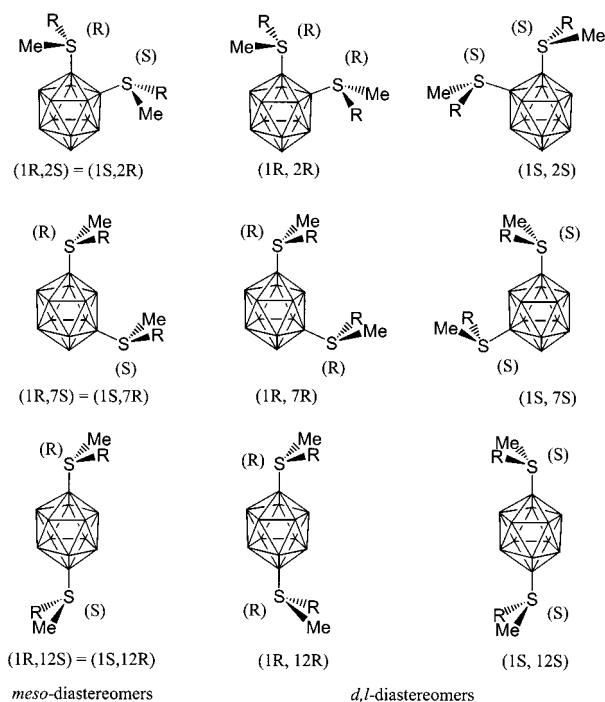 R (R) (S)
Me S S R
Me
(1R,2S) = (1S,2R)
R (R) (R)
Me S S Me
R
(1R, 2R)
R
(S) (S) S Me
Me S
R
(1S, 2S)
(R) Me
S R
Me
S R
(S)
(1R,7S) = (1S,7R)
(R) Me
S R
R
S Me
(R)
(1R, 7R)
Me (S)
R S
R
Me S
(S)
(1S, 7S)
(R) Me
S R
S (S)
R
Me
(1R,12S) = (1S,12R)
(R) Me
S R
(R) S R
Me
(1R, 12R)
Me (S)
R S
S (S)
R
Me
(1S, 12S)
meso-diastereomers
d,l-diastereomers